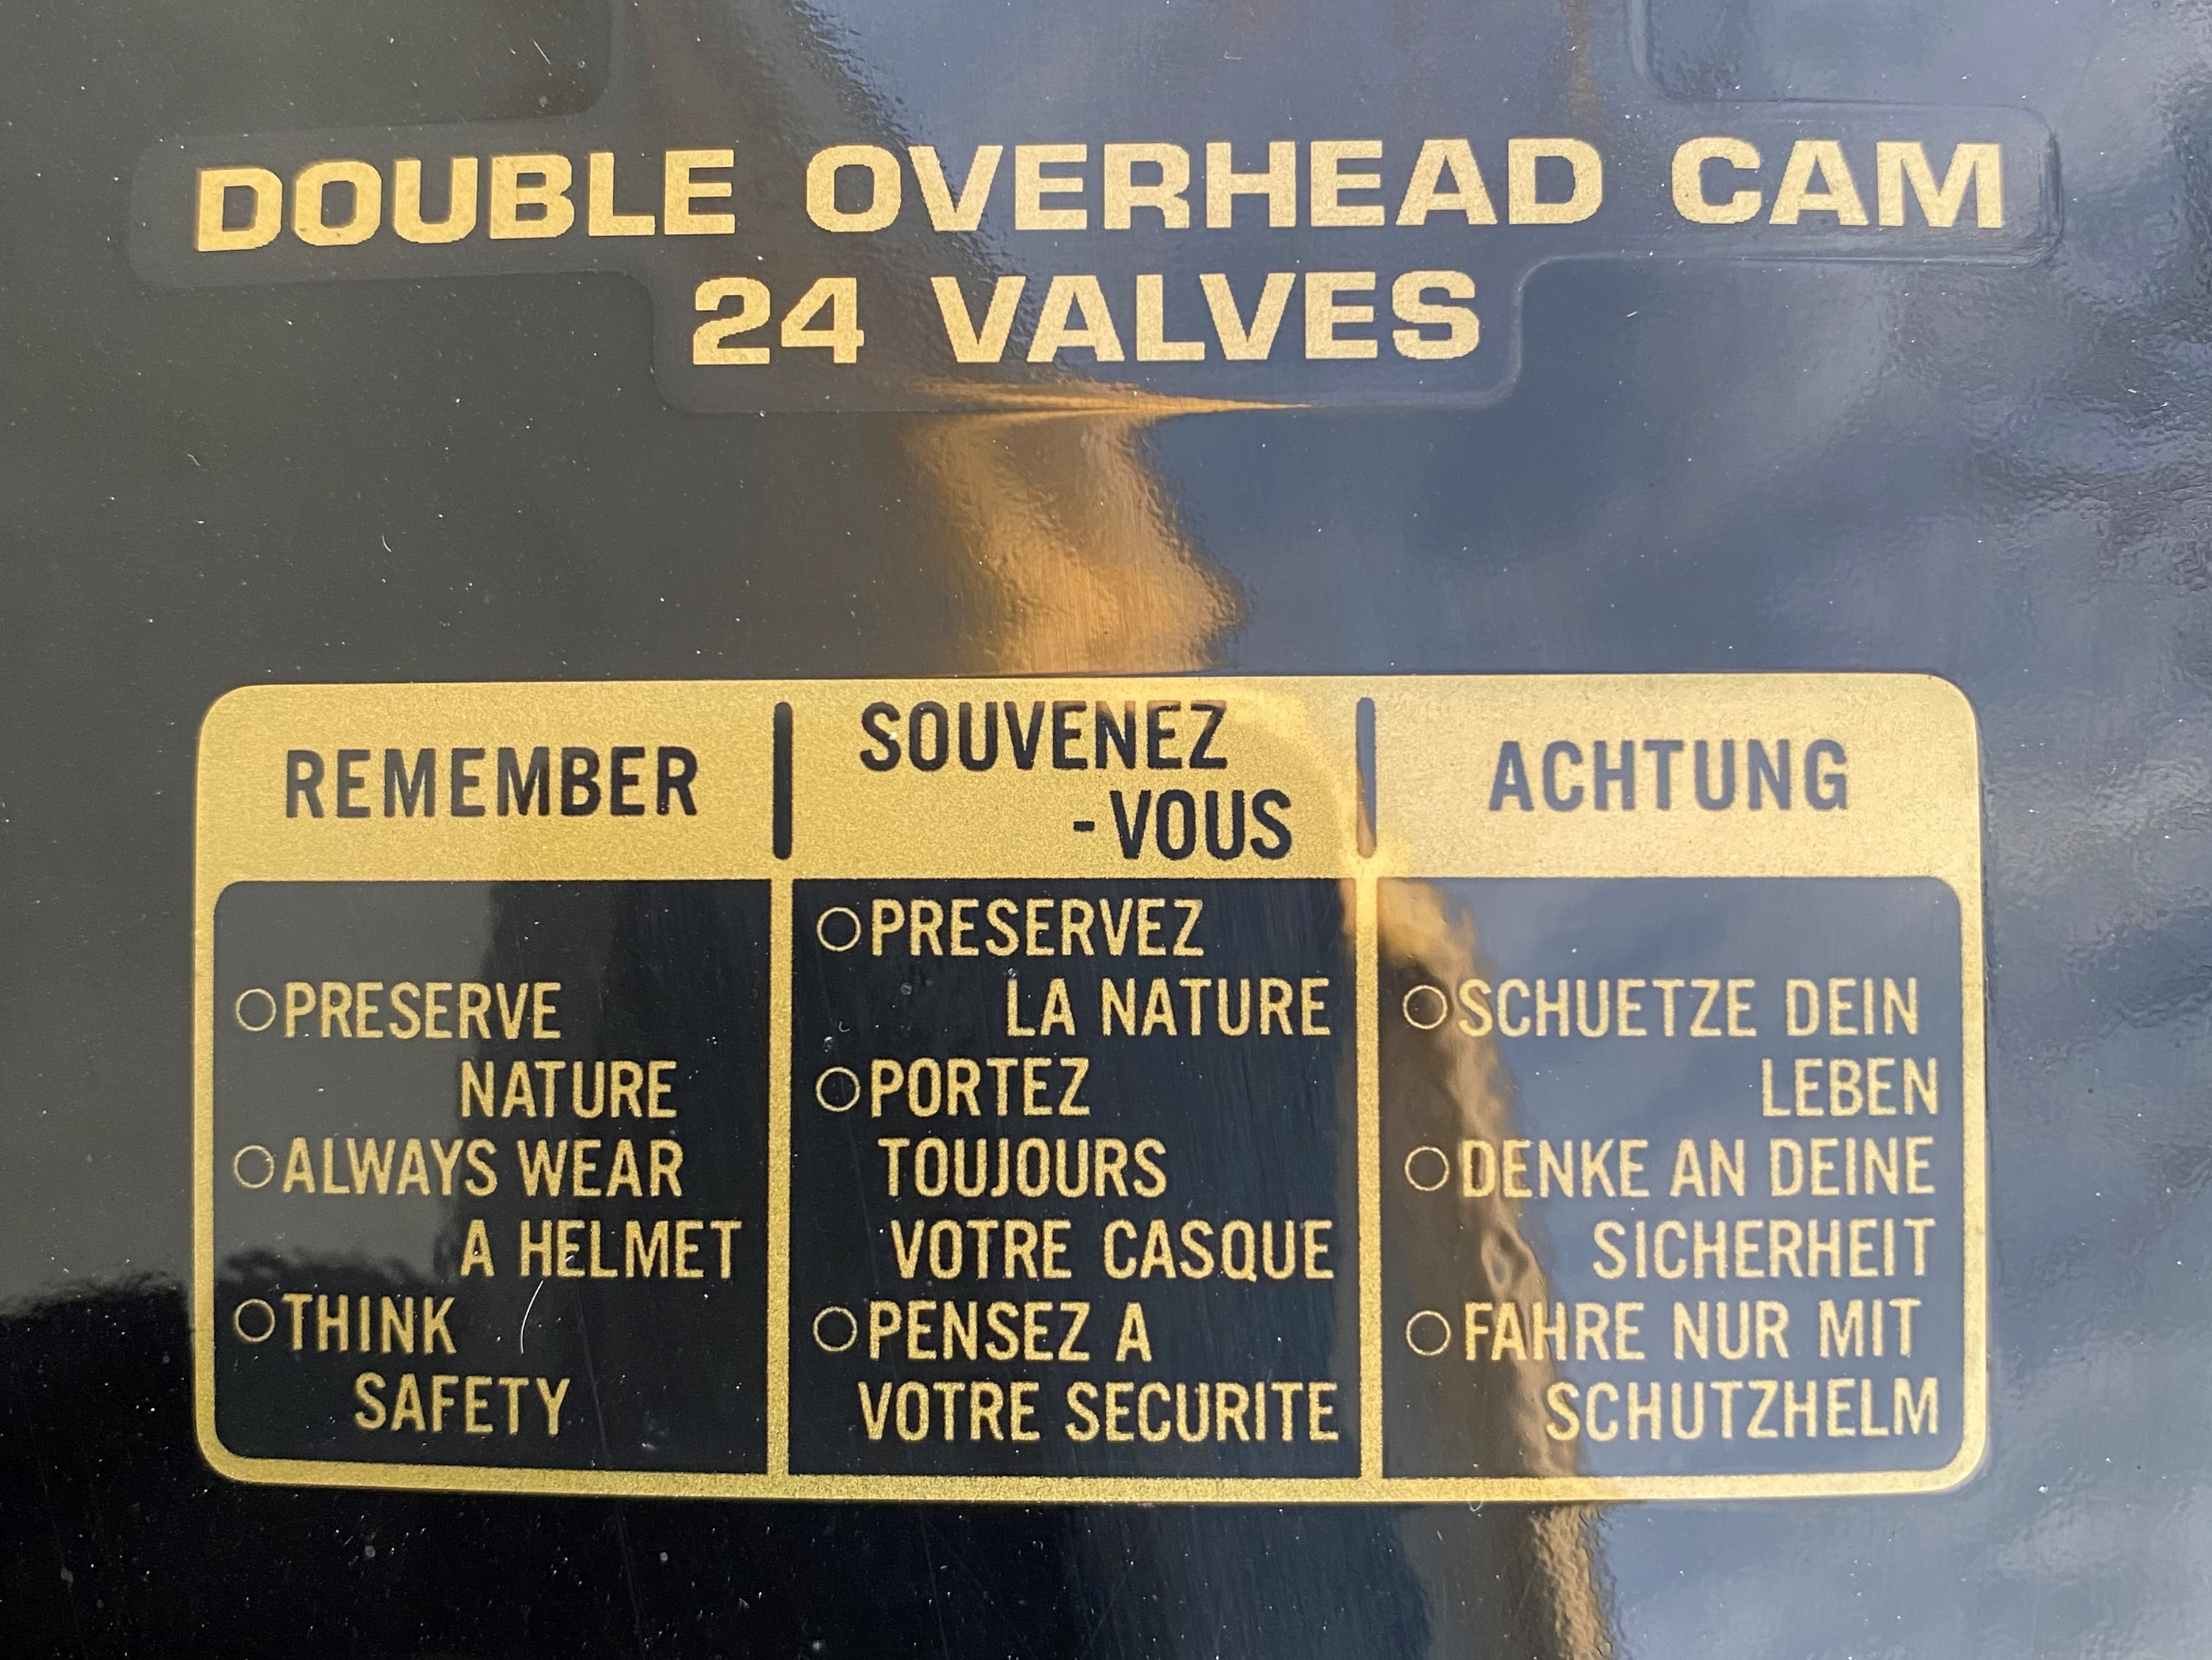 DOUBLE OVERHEAD CAM
24 VALVES
REMEMBER
○PRESERVE
NATURE
○ALWAYS WEAR
A HELMET
○THINK
SAFETY
SOUVENEZ
-VOUS
○PRESERVEZ
LA NATURE
○PORTEZ
TOUJOURS
VOTRE CASQUE
○PENSEZ A
VOTRE SECURITE
ACHTUNG
○SCHUETZE DEIN
LEBEN
○DENKE AN DEINE
SICHERHEIT
○FAHRE NUR MIT
SCHUTZHELM